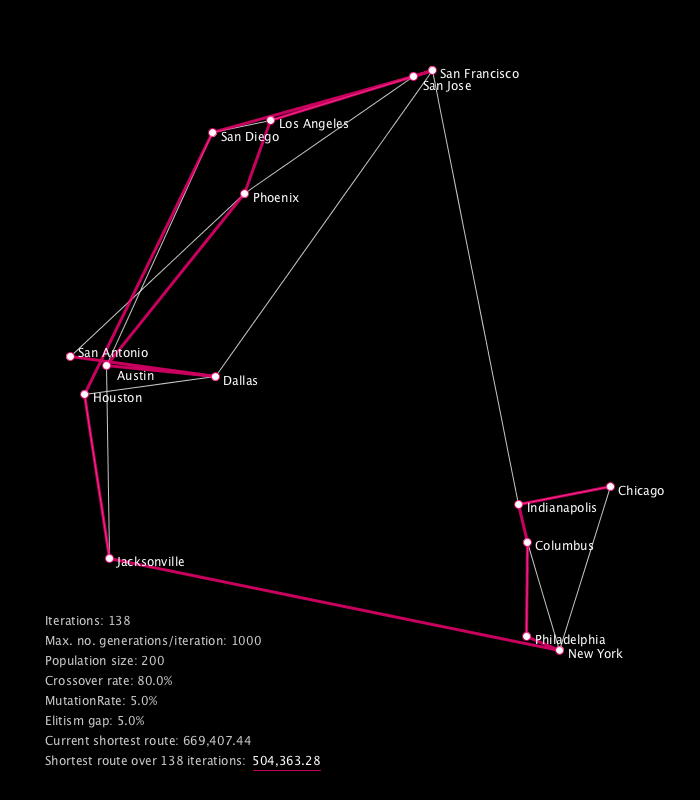 San Francisco
San Jose
Los Angeles
San Diego
Phoenix
San Antonio
Austin
Dallas
Houston
Chicago
Indianapolis
Columbus
Jacksonville
Philadelphia
New York
Iterations: 138
Max. no. generations/iteration: 1000
Population size: 200
Crossover rate: 80.0%
MutationRate: 5.0%
Elitism gap: 5.0%
Current shortest route: 669,407.44
Shortest route over 138 iterations: 504,363.28